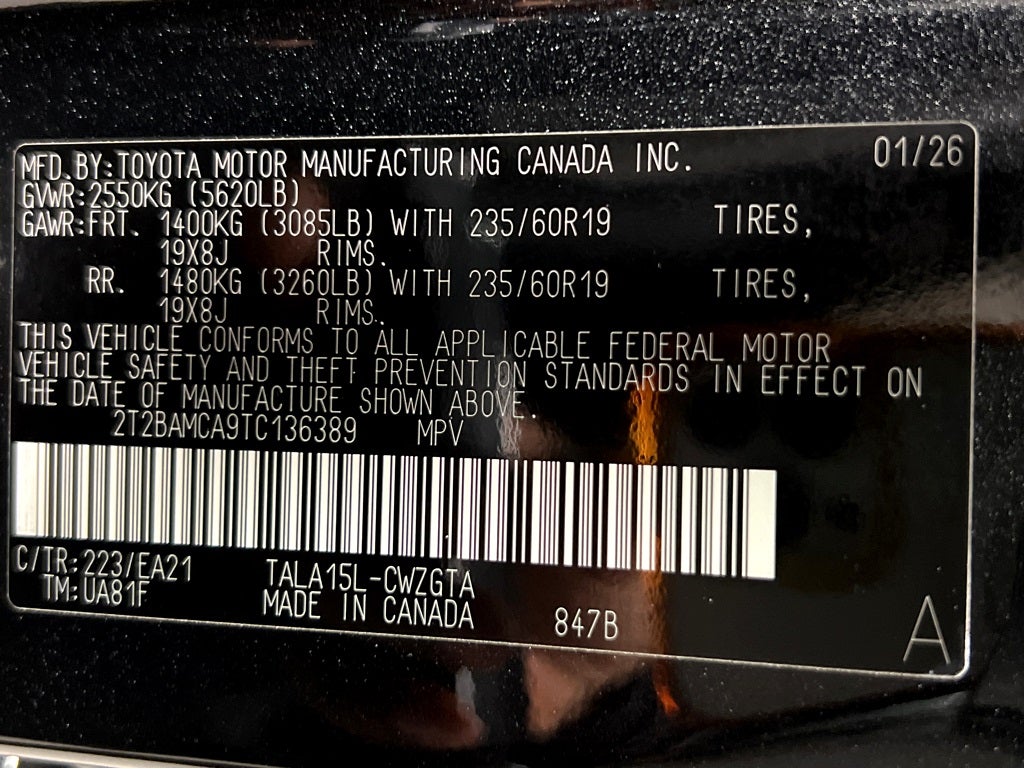 MFD.BY:TOYOTA MOTOR MANUFACTURING CANADA INC. 01/26
GVWR:2550KG (5620LB)
GAWR:FRT. 1400KG (3085LB) WITH 235/60R19 TIRES,
19X8J RIMS.
RR. 1480KG (3260LB) WITH 235/60R19 TIRES,
19X8J RIMS.
THIS VEHICLE CONFORMS TO ALL APPLICABLE FEDERAL MOTOR
VEHICLE SAFETY AND THEFT PREVENTION STANDARDS IN EFFECT ON
THE DATE OF MANUFACTURE SHOWN ABOVE.
2T2BAMCA9TC136389 MPV
C/TR:223/EA21 TALA15L-CWZGTA
TM:UA81F MADE IN CANADA 847B
A